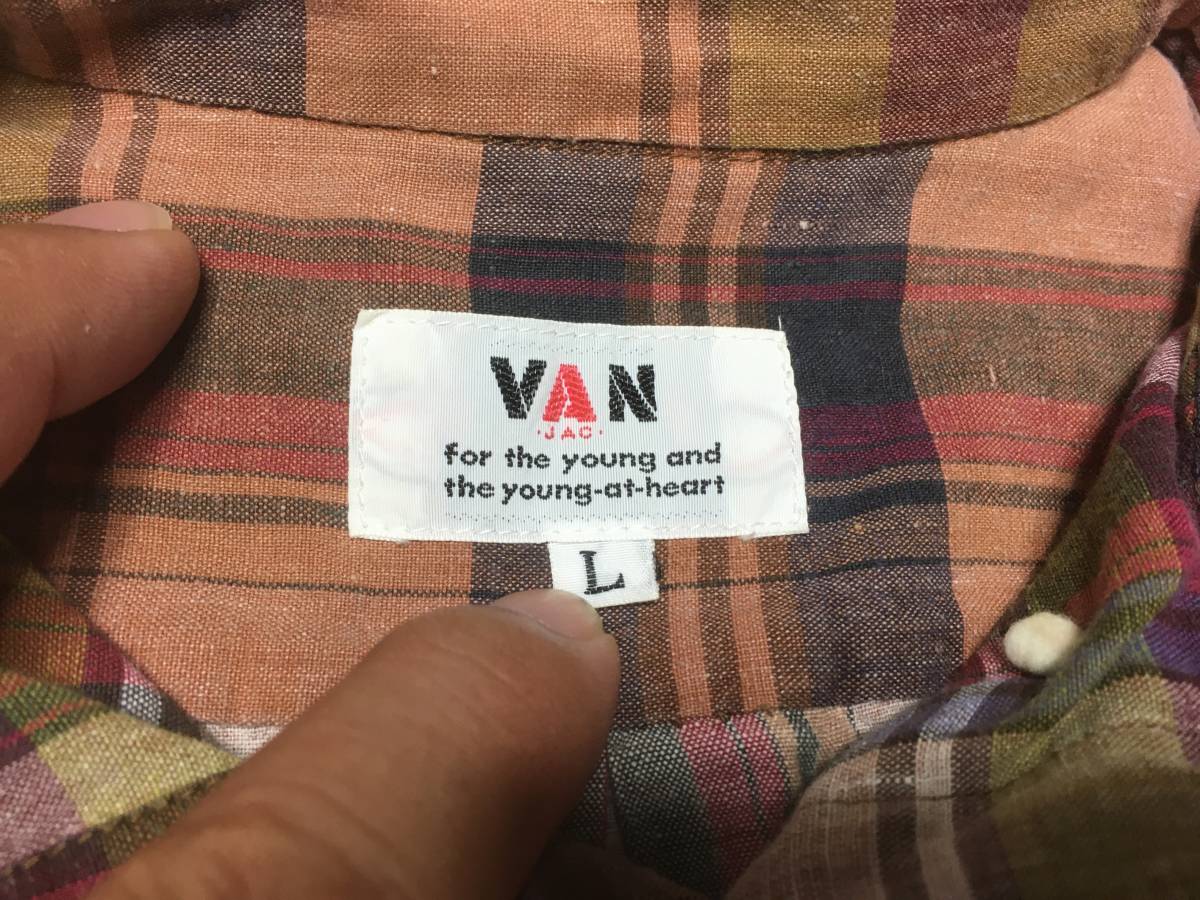 VAN
·JAC·
for the young and
the young-at-heart
L